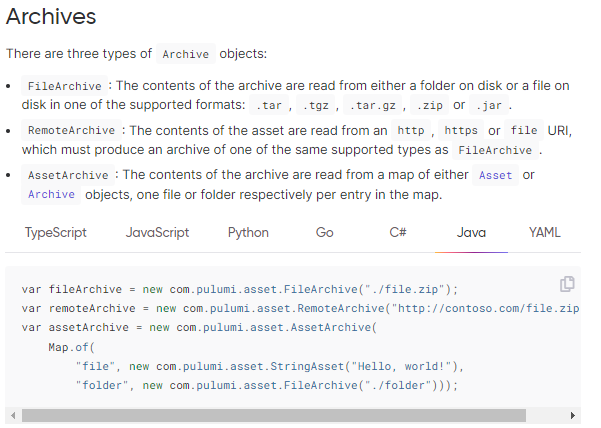 Archives
There are three types of Archive objects:
• FileArchive : The contents of the archive are read from either a folder on disk or a file on
disk in one of the supported formats: .tar , .tgz , .tar.gz , .zip or .jar .
• RemoteArchive : The contents of the asset are read from an http , https or file URI,
which must produce an archive of one of the same supported types as FileArchive .
• AssetArchive : The contents of the archive are read from a map of either Asset or
Archive objects, one file or folder respectively per entry in the map.
TypeScript JavaScript Python Go C# Java YAML
var fileArchive = new com.pulumi.asset.FileArchive("./file.zip");
var remoteArchive = new com.pulumi.asset.RemoteArchive("http://contoso.com/file.zip
var assetArchive = new com.pulumi.asset.AssetArchive(
    Map.of(
        "file", new com.pulumi.asset.StringAsset("Hello, world!"),
        "folder", new com.pulumi.asset.FileArchive("./folder")));